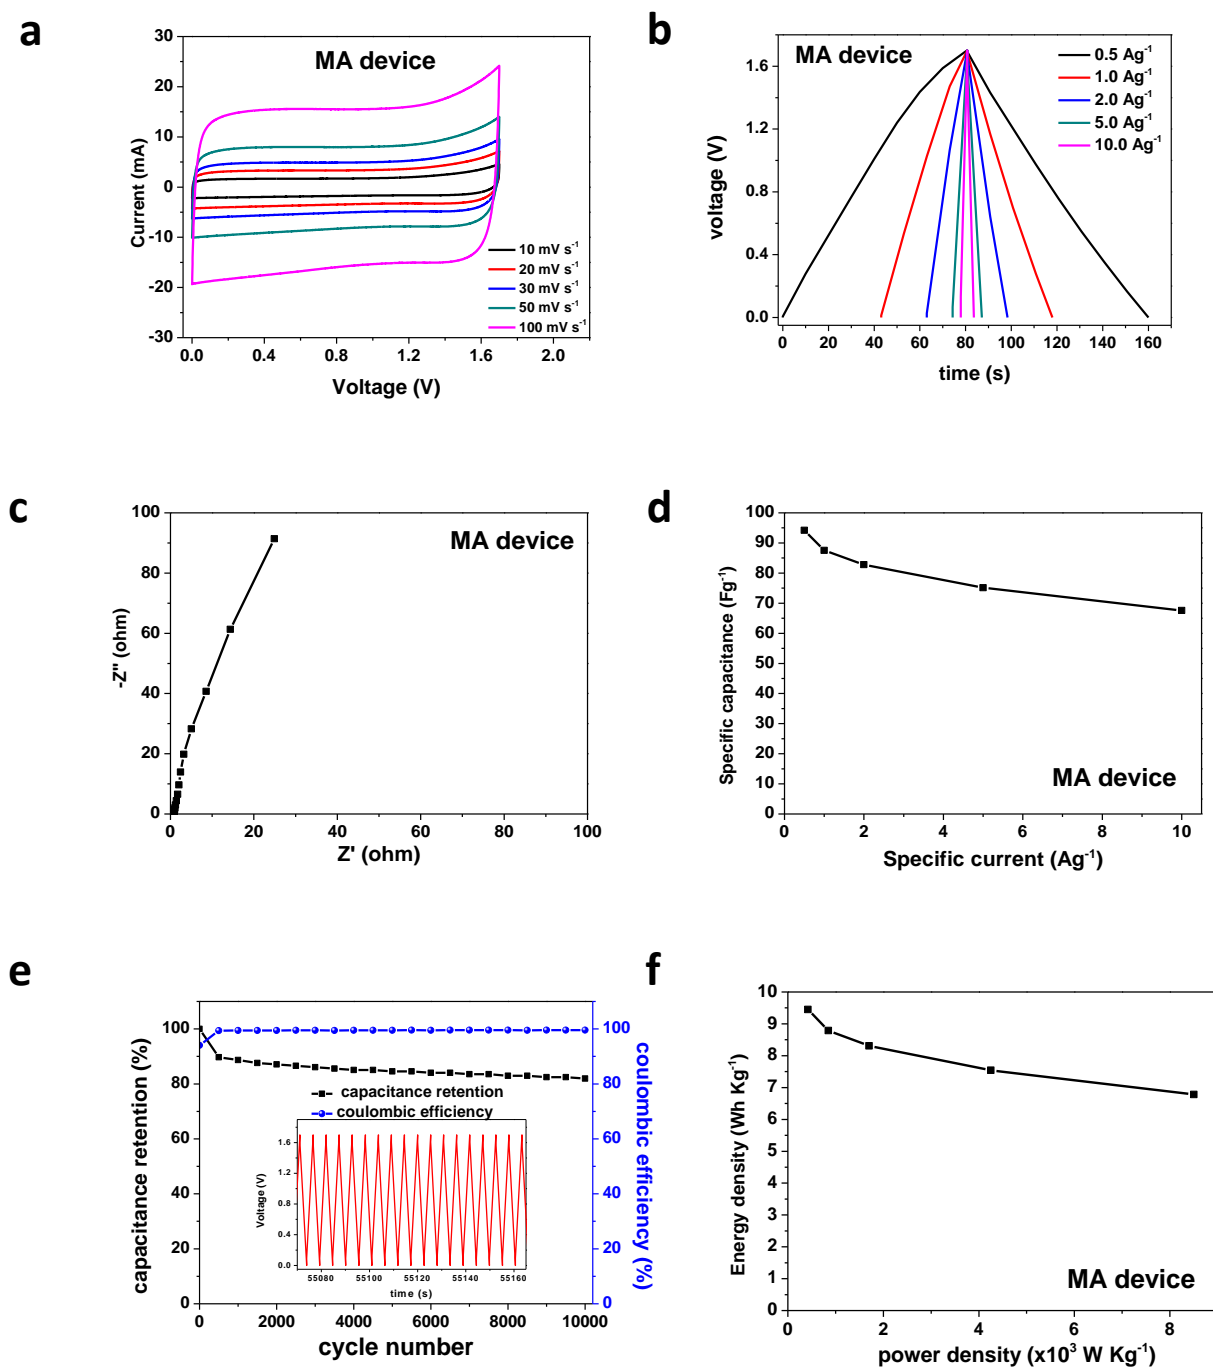 a
MA device
30
20
10
0
-10
-20
-30
Current (mA)
0.0 0.4 0.8 1.2 1.6 2.0
Voltage (V)
10 mV s⁻¹
20 mV s⁻¹
30 mV s⁻¹
50 mV s⁻¹
100 mV s⁻¹
b
MA device
0.5 Ag⁻¹
1.0 Ag⁻¹
2.0 Ag⁻¹
5.0 Ag⁻¹
10.0 Ag⁻¹
1.6
1.2
0.8
0.4
0.0
voltage (V)
0 20 40 60 80 100 120 140 160
time (s)
c
MA device
100
80
60
40
20
0
-Z'' (ohm)
0 20 40 60 80 100
Z' (ohm)
d
100
90
80
70
60
50
40
30
20
10
0
Specific capacitance (Fg⁻¹)
MA device
0 2 4 6 8 10
Specific current (Ag⁻¹)
e
100
80
60
40
20
0
capacitance retention (%)
capacitance retention
coulombic efficiency
1.6
1.2
0.8
0.4
0.0
Voltage (V)
55080 55100 55120 55140 55160
time (s)
100
80
60
40
20
0
coulombic efficiency (%)
0 2000 4000 6000 8000 10000
cycle number
f
10
9
8
7
6
5
4
3
2
1
0
Energy density (Wh Kg⁻¹)
MA device
0 2 4 6 8
power density (x10³ W Kg⁻¹)